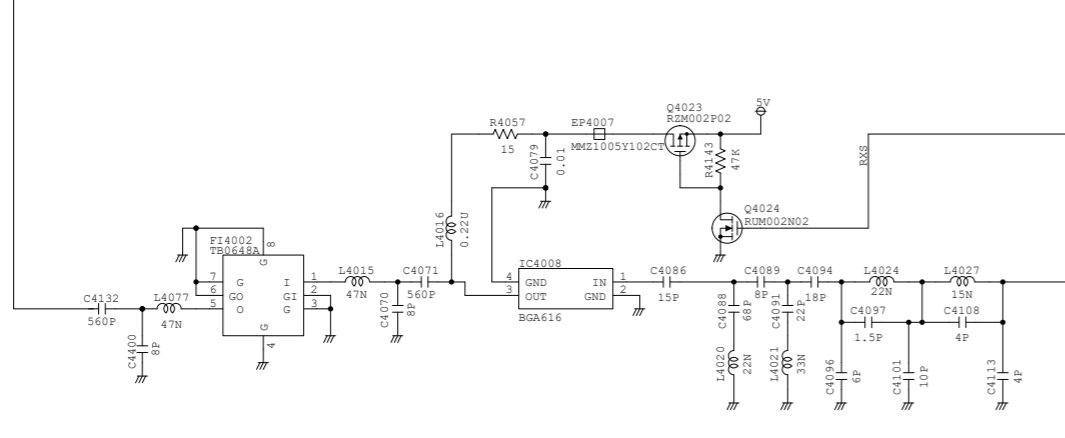 5V
Q4023
RZM002P02
R4057
15
EP4007
MMZ1005Y102CT
C4079
0.01
R4143
47K
RXS
Q4024
RUM002N02
L4016
0.22U
FI4002
TB0648A
8
G
7
G
I
1
6
GO
GI
2
5
O
G
3
G
4
C4132
560P
L4077
47N
C4400
8P
L4015
47N
C4071
560P
C4070
8P
IC4008
4
GND
IN
1
3
OUT
GND
2
BGA616
C4086
15P
C4089
8P
C4094
18P
L4024
22N
L4027
15N
C4088
68P
C4091
22P
C4097
1.5P
C4108
4P
L4020
22N
L4021
33N
C4096
6P
C4101
10P
C4113
4P